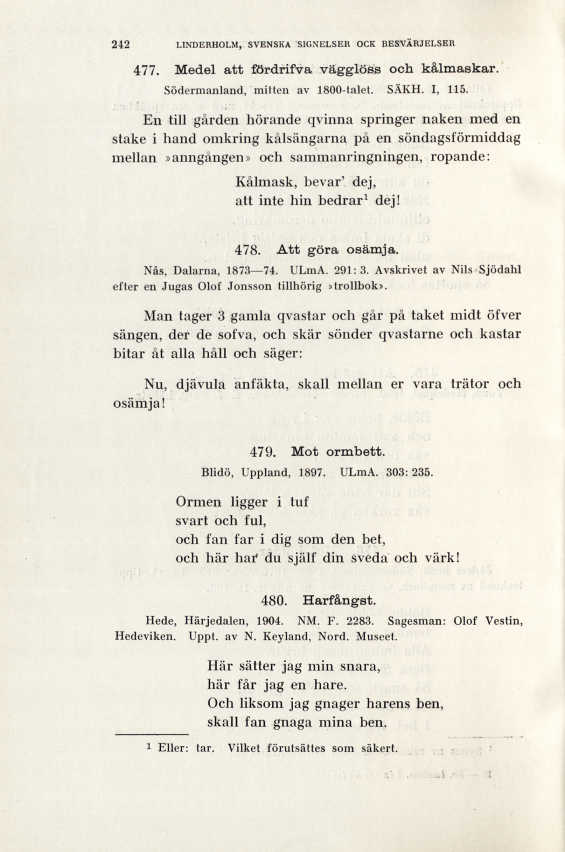 242 LINDERHOLM, SVENSKA SIGNELSER OCK BESVÄRJELSER
477. Medel att fördrifva vägglöss och kålmaskar.
Södermanland, mitten av 1800-talet. SÄKH. I, 115.
En till gården hörande qvinna springer naken med en
stake i hand omkring kålsängarna på en söndagsförmiddag
mellan »anngången» och sammanringningen, ropande:
Kålmask, bevar' dej,
att inte hin bedrar¹ dej!
478. Att göra osämja.
Nås, Dalarna, 1873—74. ULmA. 291: 3. Avskrivet av Nils Sjödahl
efter en Jugas Olof Jonsson tillhörig »trollbok».
Man tager 3 gamla qvastar och går på taket midt öfver
sängen, der de sofva, och skär sönder qvastarne och kastar
bitar åt alla håll och säger:
Nu, djävula anfäkta, skall mellan er vara trätor och
osämja!
479. Mot ormbett.
Blidö, Uppland, 1897. ULmA. 303: 235.
Ormen ligger i tuf
svart och ful,
och fan far i dig som den bet,
och här har du själf din sveda och värk!
480. Harfångst.
Hede, Härjedalen, 1904. NM. F. 2283. Sagesman: Olof Vestin,
Hedeviken. Uppt. av N. Keyland, Nord. Museet.
Här sätter jag min snara,
här får jag en hare.
Och liksom jag gnager harens ben,
skall fan gnaga mina ben.
¹ Eller: tar. Vilket förutsättes som säkert.